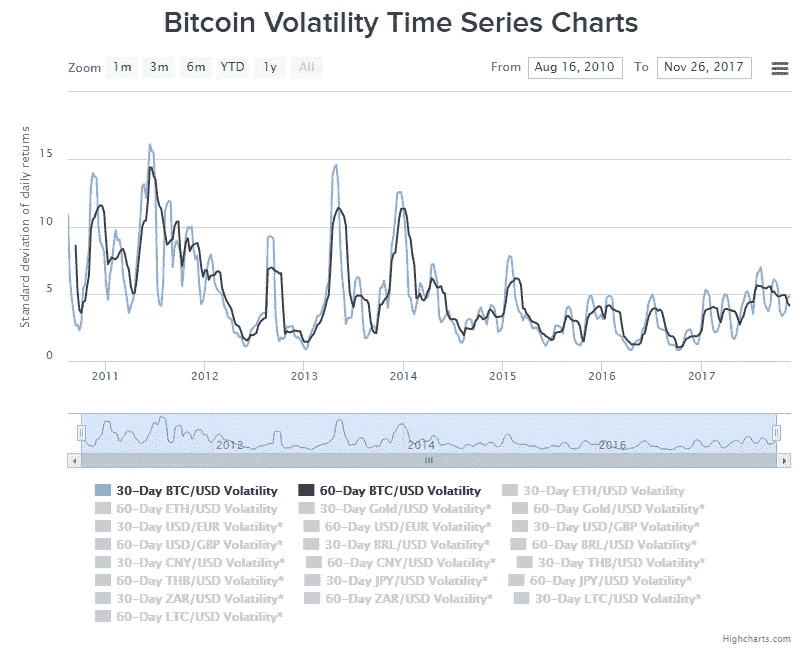 Bitcoin Volatility Time Series Charts
Zoom 1m 3m 6m YTD 1y All From Aug 16, 2010 To Nov 26, 2017
Standard deviation of daily returns
15
10
5
0
2011 2012 2013 2014 2015 2016 2017
2012 2014 2016
30-Day BTC/USD Volatility 60-Day BTC/USD Volatility 30-Day ETH/USD Volatility
60-Day ETH/USD Volatility 30-Day Gold/USD Volatility* 60-Day Gold/USD Volatility*
30-Day USD/EUR Volatility* 60-Day USD/EUR Volatility* 30-Day USD/GBP Volatility*
60-Day USD/GBP Volatility* 30-Day BRL/USD Volatility* 60-Day BRL/USD Volatility*
30-Day CNY/USD Volatility* 60-Day CNY/USD Volatility* 30-Day THB/USD Volatility*
60-Day THB/USD Volatility* 30-Day JPY/USD Volatility* 60-Day JPY/USD Volatility*
30-Day ZAR/USD Volatility* 60-Day ZAR/USD Volatility* 30-Day LTC/USD Volatility*
60-Day LTC/USD Volatility*
Highcharts.com